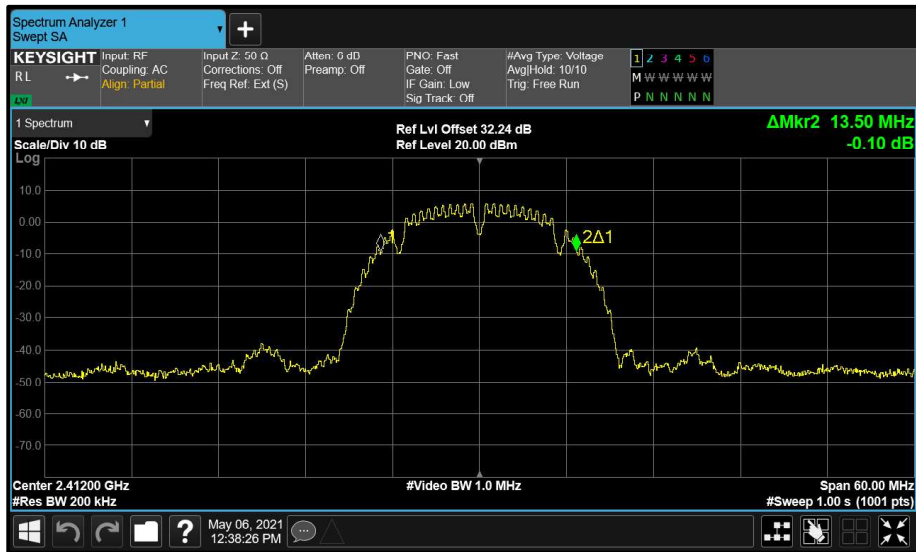 Spectrum Analyzer 1
Swept SA
+
KEYSIGHT
RL
LXI
Input: RF
Coupling: AC
Align: Partial
Input Z: 50 Ω
Corrections: Off
Freq Ref: Ext (S)
Atten: 6 dB
Preamp: Off
PNO: Fast
Gate: Off
IF Gain: Low
Sig Track: Off
#Avg Type: Voltage
Avg|Hold: 10/10
Trig: Free Run
1 2 3 4 5 6
M W W W W W
P N N N N N
1 Spectrum
Scale/Div 10 dB
Ref Lvl Offset 32.24 dB
Ref Level 20.00 dBm
ΔMkr2 13.50 MHz
-0.10 dB
Log
10.0
0.00
-10.0
-20.0
-30.0
-40.0
-50.0
-60.0
-70.0
1
2Δ1
Center 2.41200 GHz
#Res BW 200 kHz
#Video BW 1.0 MHz
Span 60.00 MHz
#Sweep 1.00 s (1001 pts)
?
May 06, 2021
12:38:26 PM